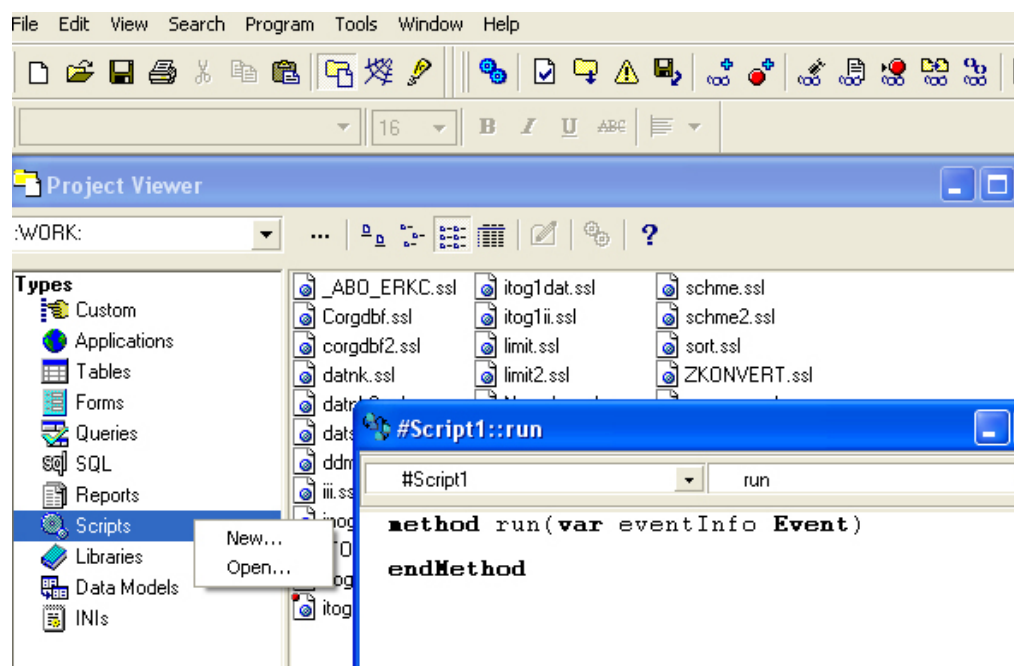 File Edit View Search Program Tools Window Help
16 B I U ABC
Project Viewer
:WORK: ... ?
Types
Custom
Applications
Tables
Forms
Queries
SQL
Reports
Scripts
Libraries
Data Models
INIs
_ABO_ERKC.ssl itog1dat.ssl schme.ssl
Corgdbf.ssl itog1ii.ssl schme2.ssl
corgdbf2.ssl limit.ssl sort.ssl
datnk.ssl limit2.ssl ZKONVERT.ssl
New...
Open...
#Script1::run
#Script1 run
method run(var eventInfo Event)
endMethod